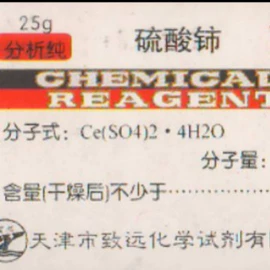 25g
分析纯
硫酸铈
CHEMICAL
REAGENT
分子式：Ce(SO4)2·4H2O
分子量：
含量(干燥后)不少于
天津市致远化学试剂有